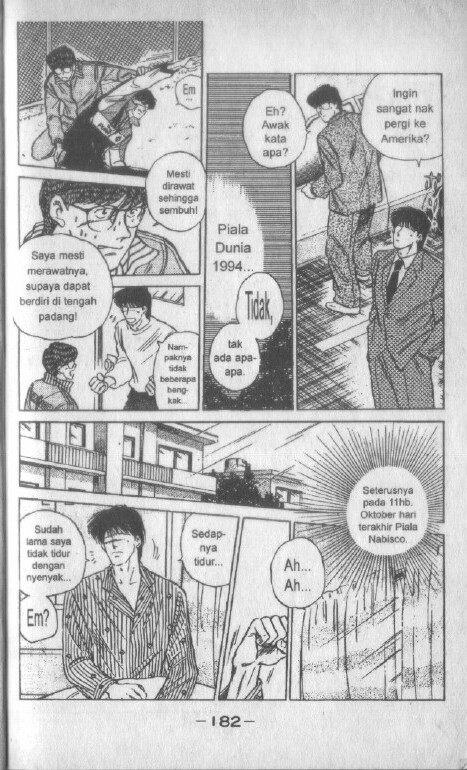 Ingin
sangat nak
pergi ke
Amerika?
Eh?
Awak
kata
apa?
Piala
Dunia
1994...
Tidak,
tak
ada apa-
apa.
Em
...
Mesti
dirawat
sehingga
sembuh!
Saya mesti
merawatnya,
supaya dapat
berdiri di tengah
padang!
Nam-
paknya
tidak
beberapa
beng-
kak...
Seterusnya
pada 11hb.
Oktober hari
terakhir Piala
Nabisco.
Ah...
Ah...
Sedap-
nya
tidur...
Sudah
lama saya
tidak tidur
dengan
nyenyak...
Em?
-182-